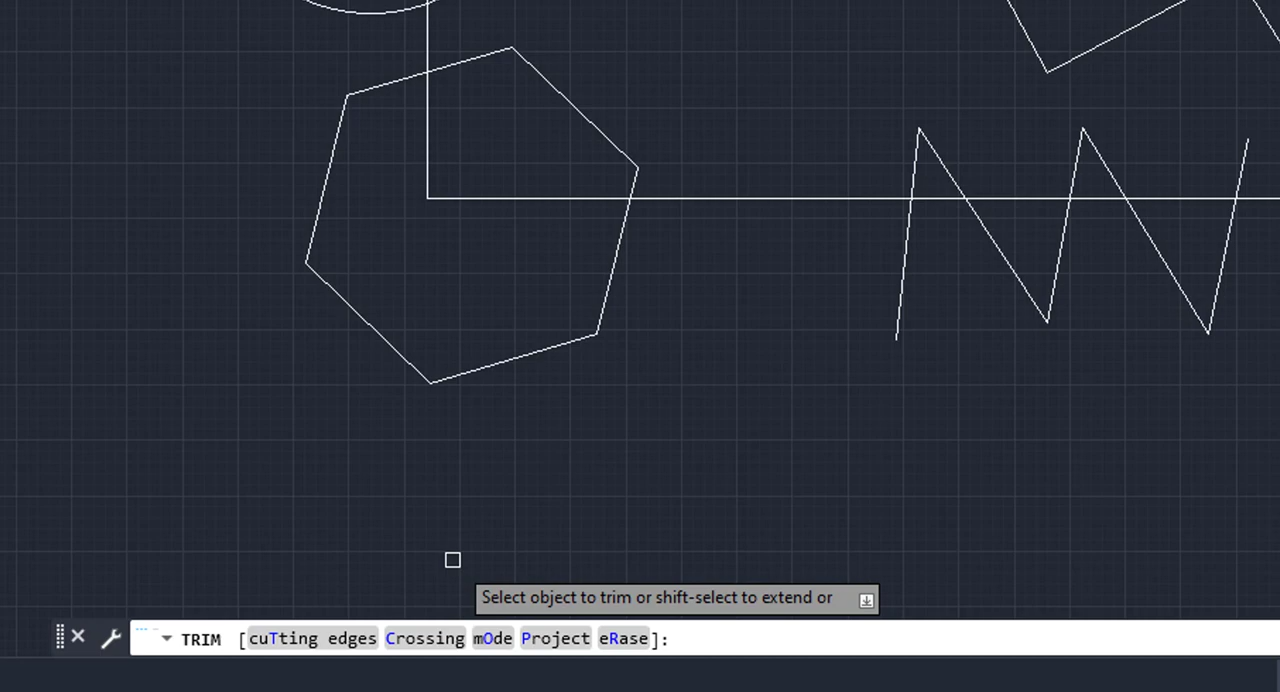 Select object to trim or shift-select to extend or
TRIM [cuTting edges Crossing mOde Project eRase]: